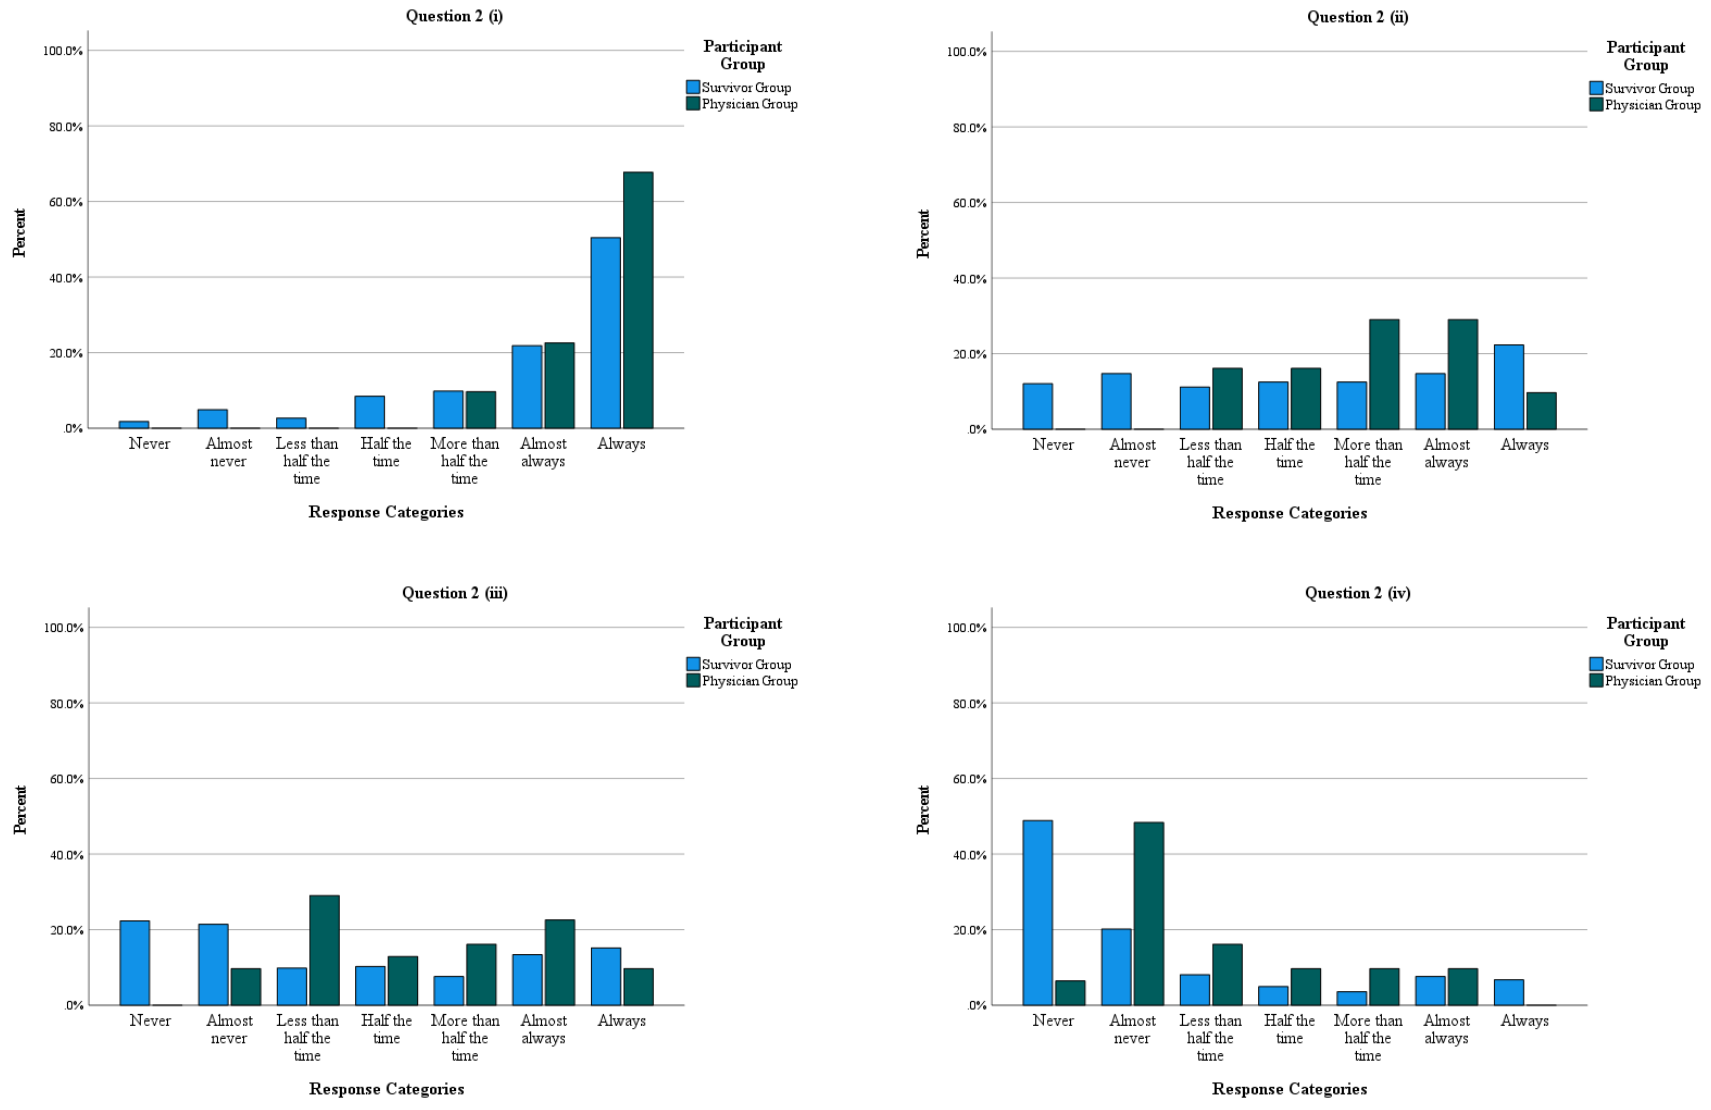 Question 2 (i)
Participant
Group
Survivor Group
Physician Group
100.0%
80.0%
60.0%
40.0%
20.0%
.0%
Percent
Never
Almost
never
Less than
half the
time
Half the
time
More than
half the
time
Almost
always
Always
Response Categories
Question 2 (ii)
Participant
Group
Survivor Group
Physician Group
100.0%
80.0%
60.0%
40.0%
20.0%
.0%
Percent
Never
Almost
never
Less than
half the
time
Half the
time
More than
half the
time
Almost
always
Always
Response Categories
Question 2 (iii)
Participant
Group
Survivor Group
Physician Group
100.0%
80.0%
60.0%
40.0%
20.0%
.0%
Percent
Never
Almost
never
Less than
half the
time
Half the
time
More than
half the
time
Almost
always
Always
Response Categories
Question 2 (iv)
Participant
Group
Survivor Group
Physician Group
100.0%
80.0%
60.0%
40.0%
20.0%
.0%
Percent
Never
Almost
never
Less than
half the
time
Half the
time
More than
half the
time
Almost
always
Always
Response Categories